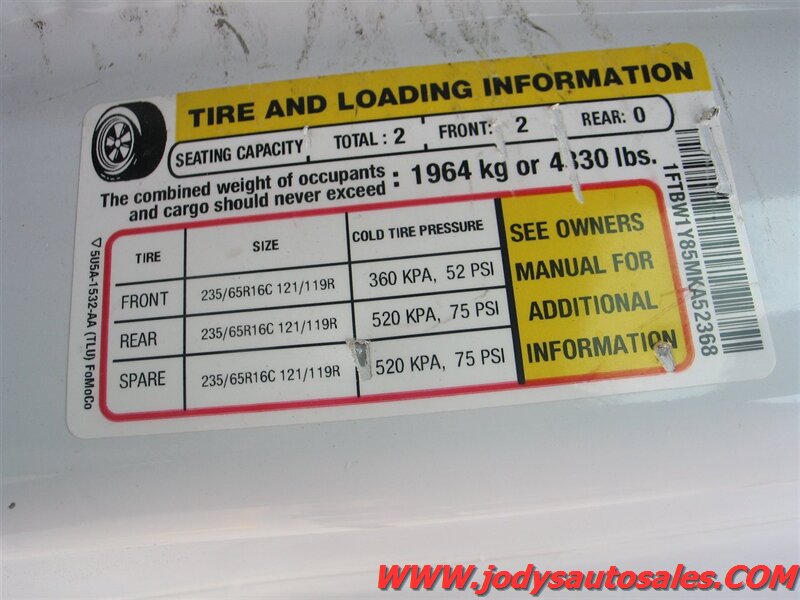 TIRE AND LOADING INFORMATION
SEATING CAPACITY TOTAL : 2 FRONT: 2 REAR: 0
The combined weight of occupants
and cargo should never exceed : 1964 kg or 4330 lbs.
TIRE SIZE COLD TIRE PRESSURE
FRONT 235/65R16C 121/119R 360 KPA, 52 PSI
REAR 235/65R16C 121/119R 520 KPA, 75 PSI
SPARE 235/65R16C 121/119R 520 KPA, 75 PSI
SEE OWNERS
MANUAL FOR
ADDITIONAL
INFORMATION
1FTBW1Y85MKA52368
5U5A-1532-AA (TLU) FoMoCo
WWW.jodysautosales.COM